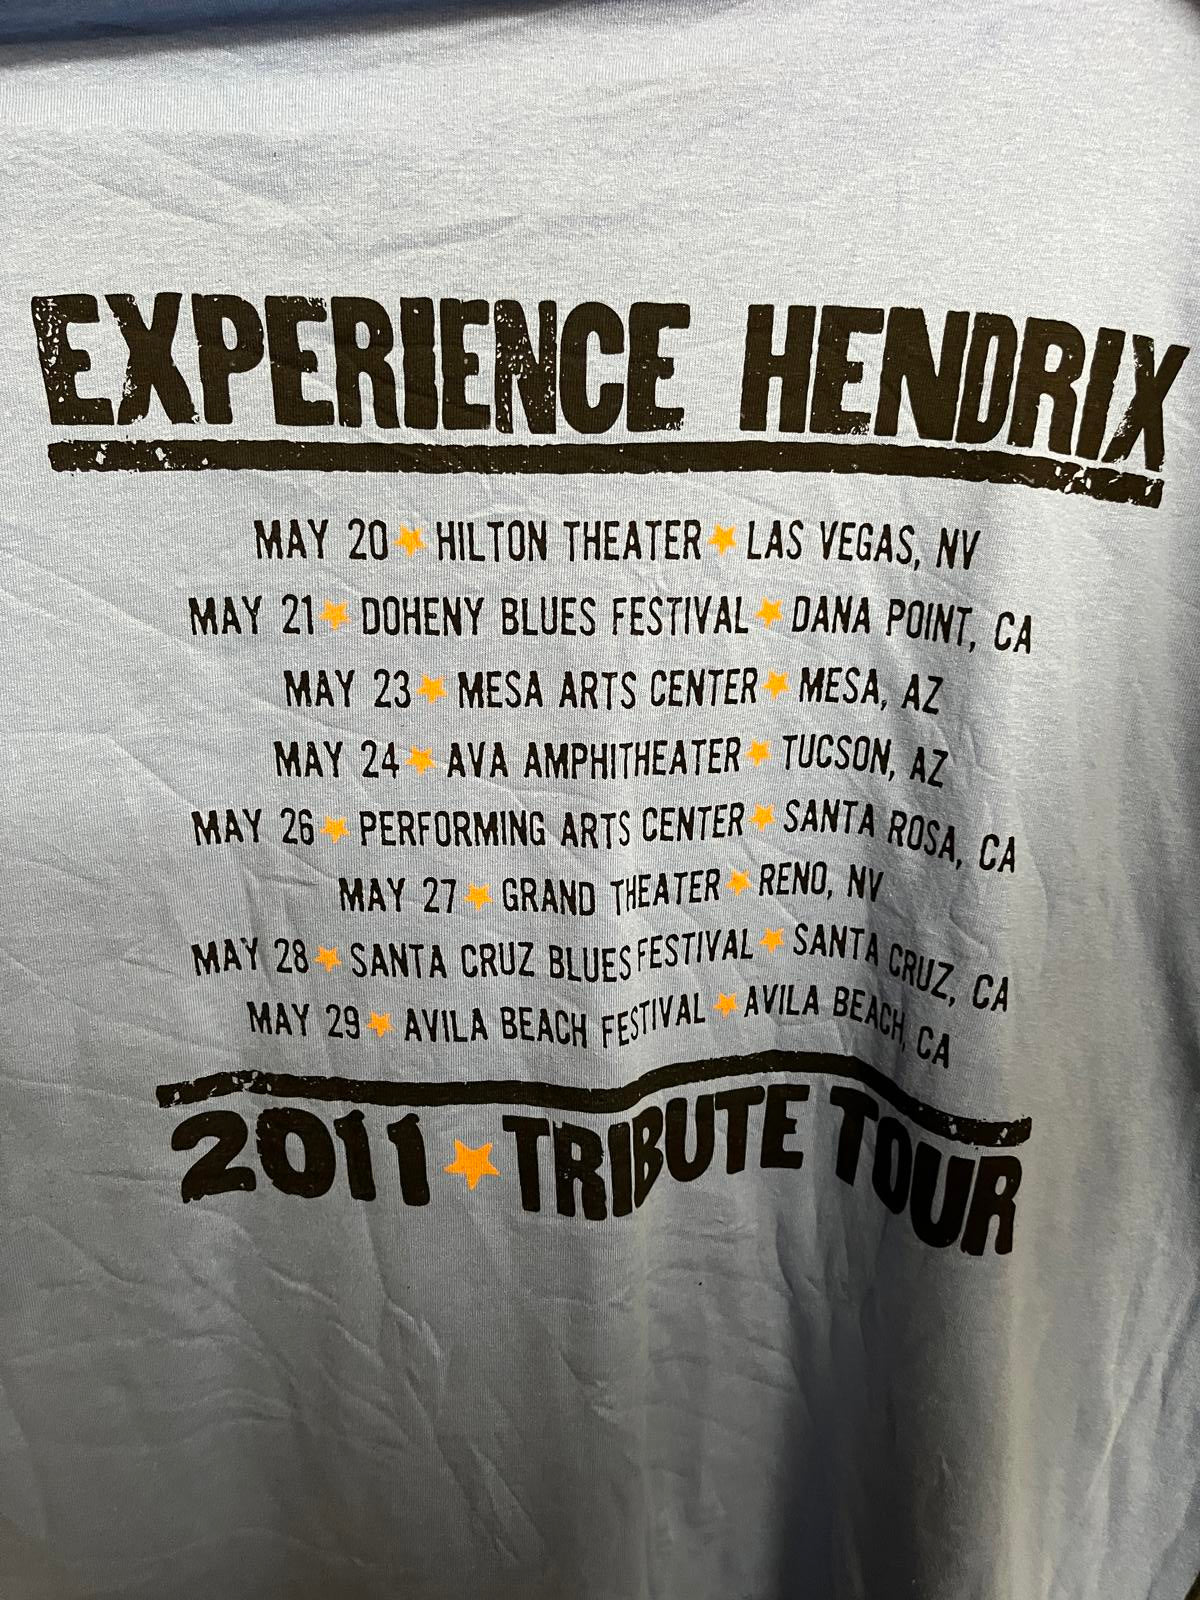 EXPERIENCE HENDRIX
MAY 20 ★ HILTON THEATER ★ LAS VEGAS, NV
MAY 21 ★ DOHENY BLUES FESTIVAL ★ DANA POINT, CA
MAY 23 ★ MESA ARTS CENTER ★ MESA, AZ
MAY 24 ★ AVA AMPHITHEATER ★ TUCSON, AZ
MAY 26 ★ PERFORMING ARTS CENTER ★ SANTA ROSA, CA
MAY 27 ★ GRAND THEATER ★ RENO, NV
MAY 28 ★ SANTA CRUZ BLUES FESTIVAL ★ SANTA CRUZ, CA
MAY 29 ★ AVILA BEACH FESTIVAL ★ AVILA BEACH, CA
2011 ★ TRIBUTE TOUR